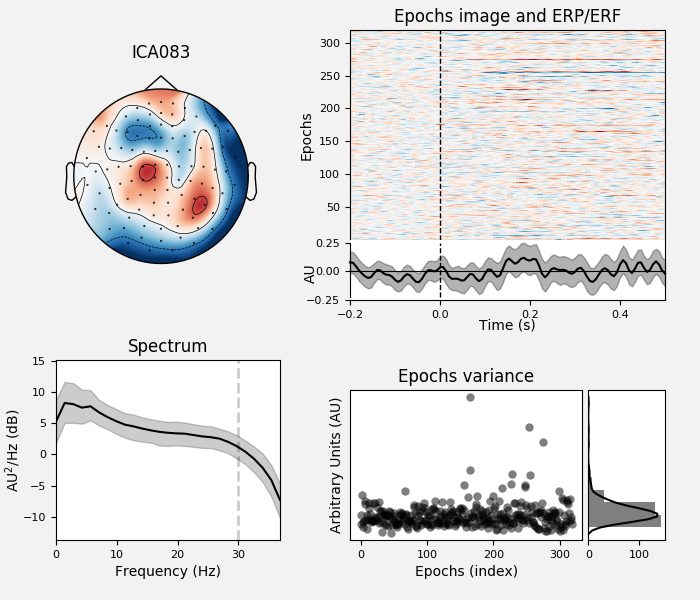 ICA083
Epochs image and ERP/ERF
Epochs
300
250
200
150
100
50
AU
0.25
0.00
−0.25
−0.2
0.0
0.2
0.4
Time (s)
Spectrum
AU²/Hz (dB)
15
10
5
0
−5
−10
0
10
20
30
Frequency (Hz)
Epochs variance
Arbitrary Units (AU)
0
100
200
300
Epochs (index)
0
100